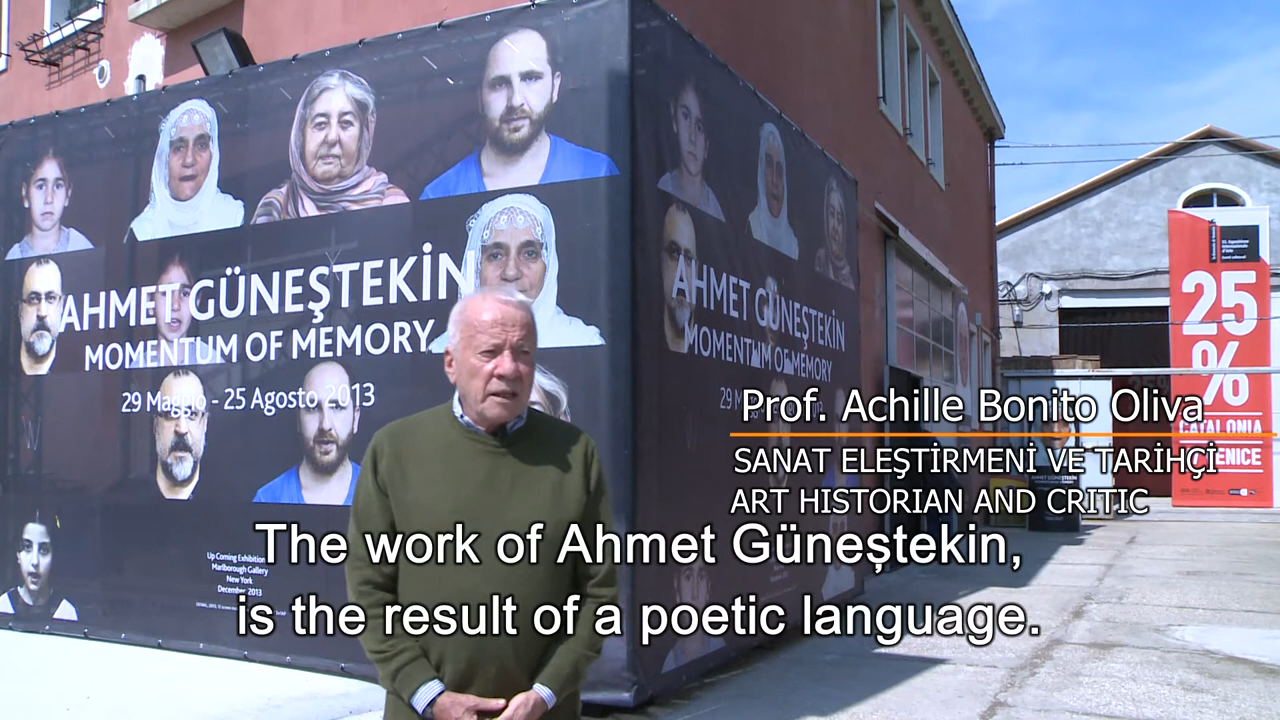 AHMET GÜNEŞTEKİN
MOMENTUM OF MEMORY
29 Maggio - 25 Agosto 2013
Up Coming Exhibition
Marlborough Gallery
New York
December 2013
AHMET GÜNEŞTEKİN
MOMENTUM OF MEMORY
29
25
%
CATALONIA
VENICE
Prof. Achille Bonito Oliva
SANAT ELEŞTİRMENİ VE TARİHÇİ
ART HISTORIAN AND CRITIC
The work of Ahmet Güneştekin,
is the result of a poetic language.